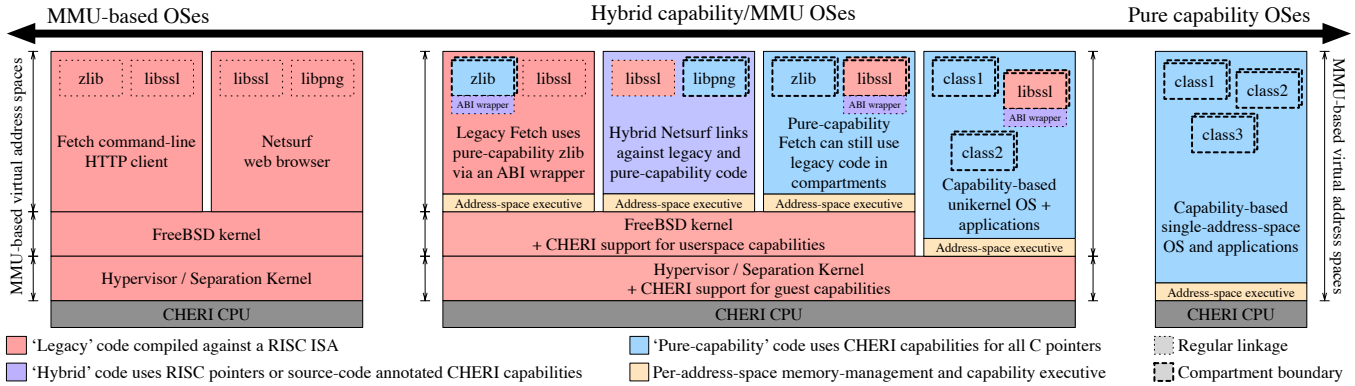 MMU-based OSes
Hybrid capability/MMU OSes
Pure capability OSes
MMU-based virtual address spaces
zlib
libssl
Fetch command-line
HTTP client
libssl
libpng
Netsurf
web browser
FreeBSD kernel
Hypervisor / Separation Kernel
CHERI CPU
zlib
libssl
ABI wrapper
Legacy Fetch uses
pure-capability zlib
via an ABI wrapper
Address-space executive
libssl
libpng
Hybrid Netsurf links
against legacy and
pure-capability code
Address-space executive
zlib
libssl
ABI wrapper
Pure-capability
Fetch can still use
legacy code in
compartments
Address-space executive
class1
libssl
ABI wrapper
class2
Capability-based
unikernel OS +
applications
Address-space executive
FreeBSD kernel
+ CHERI support for userspace capabilities
Hypervisor / Separation Kernel
+ CHERI support for guest capabilities
CHERI CPU
class1
class2
class3
Capability-based
single-address-space
OS and applications
Address-space executive
CHERI CPU
MMU-based virtual address spaces
‘Legacy’ code compiled against a RISC ISA
‘Pure-capability’ code uses CHERI capabilities for all C pointers
Regular linkage
‘Hybrid’ code uses RISC pointers or source-code annotated CHERI capabilities
Per-address-space memory-management and capability executive
Compartment boundary